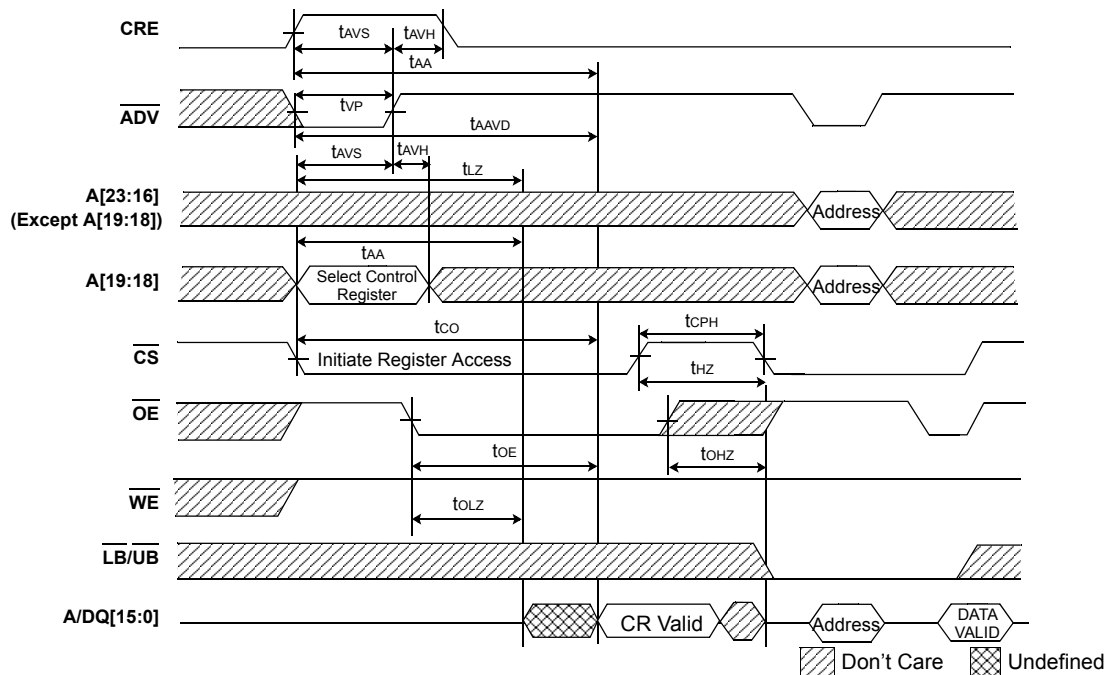 CRE
tAVS
tAVH
tAA
ADV
tVP
tAAVD
tAVS
tAVH
tLZ
A[23:16]
(Except A[19:18])
Address
tAA
A[19:18]
Select Control
Register
Address
tCO
tCPH
CS
Initiate Register Access
tHZ
OE
tOE
tOHZ
WE
tOLZ
LB/UB
A/DQ[15:0]
CR Valid
Address
DATA
VALID
Don't Care
Undefined